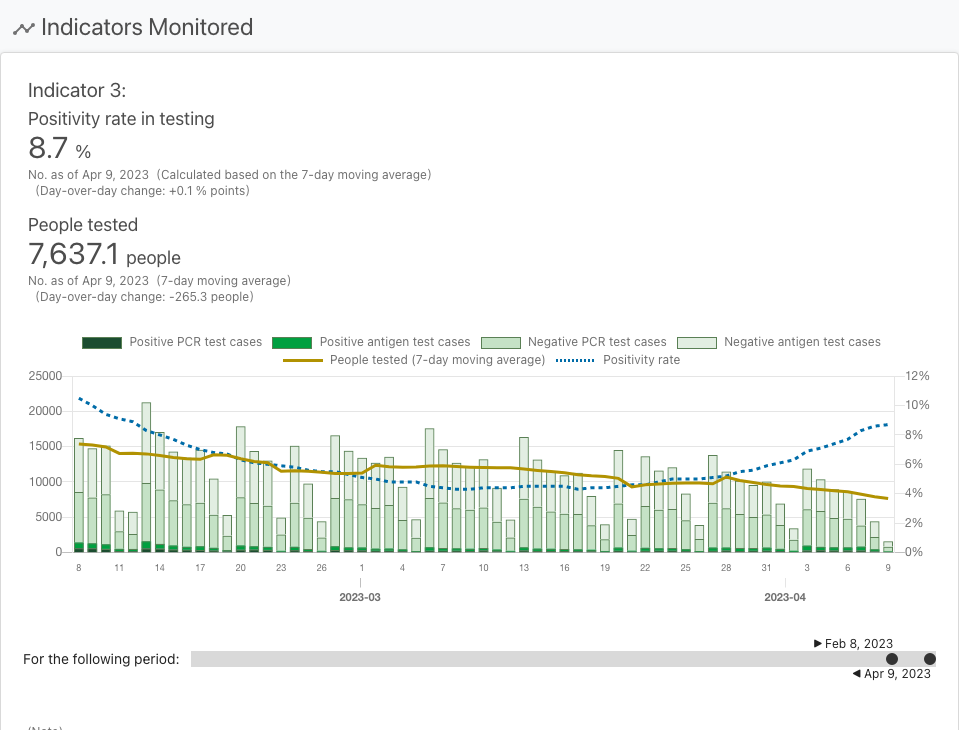 Indicators Monitored
Indicator 3:
Positivity rate in testing
8.7 %
No. as of Apr 9, 2023 (Calculated based on the 7-day moving average)
(Day-over-day change: +0.1 % points)
People tested
7,637.1 people
No. as of Apr 9, 2023 (7-day moving average)
(Day-over-day change: -265.3 people)
Positive PCR test cases Positive antigen test cases Negative PCR test cases Negative antigen test cases
People tested (7-day moving average) Positivity rate
25000 12%
20000 10%
15000 8%
10000 6%
5000 4%
0 2%
0%
8 11 14 17 20 23 26 1 4 7 10 13 16 19 22 25 28 31 3 6 9
2023-03 2023-04
Feb 8, 2023
For the following period:
Apr 9, 2023
(Note)